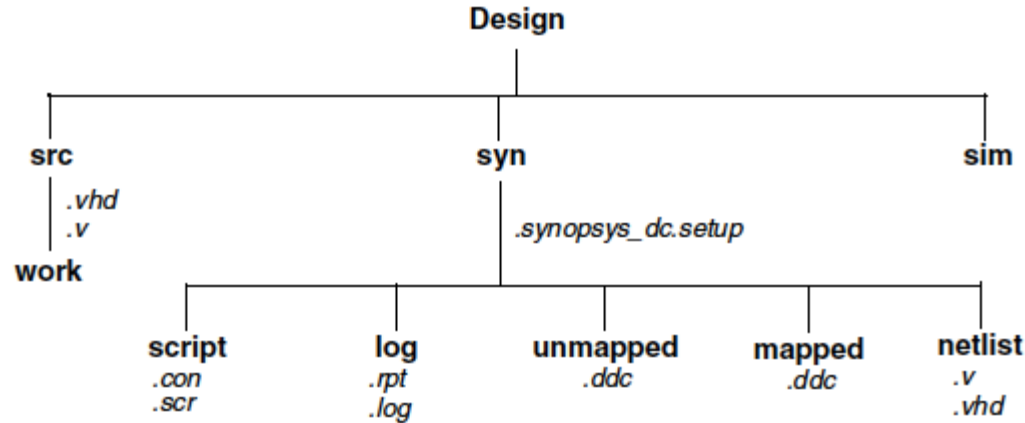 Design
src syn sim
.vhd
.v .synopsys_dc.setup
work
script log unmapped mapped netlist
.con .rpt .ddc .ddc .v
.scr .log .vhd